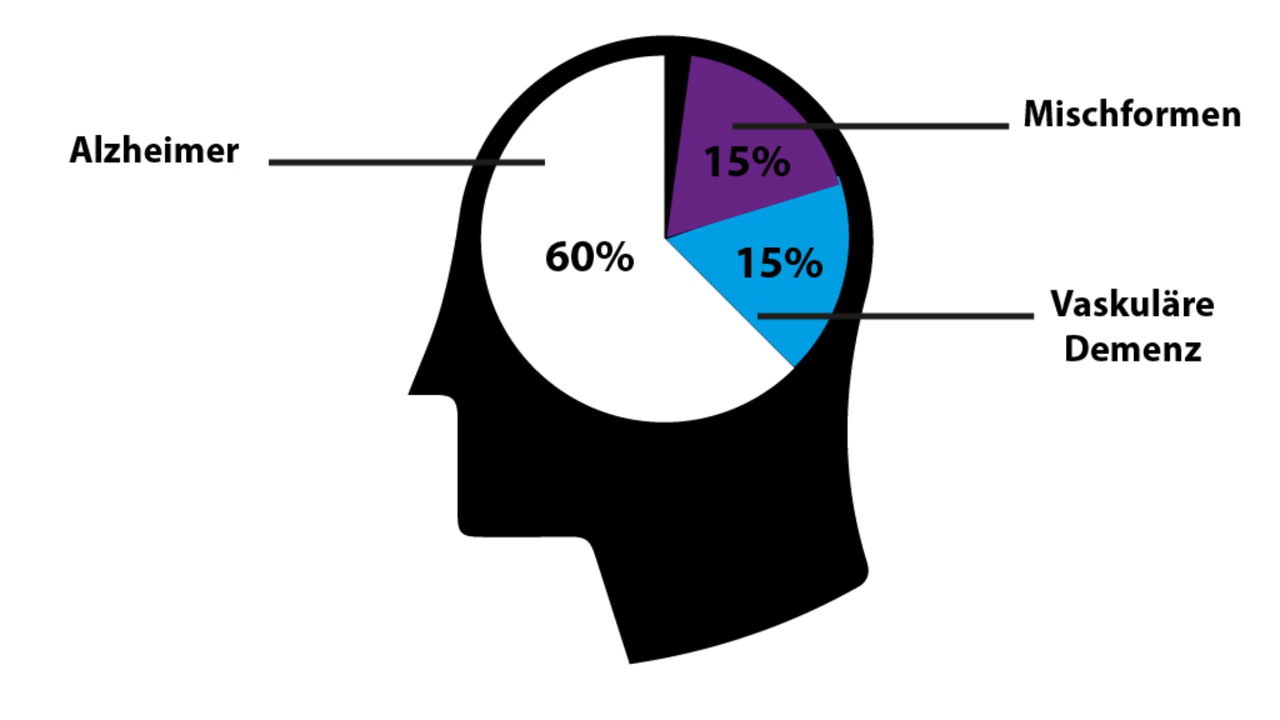 Alzheimer
60%
Mischformen
15%
15%
Vaskuläre
Demenz